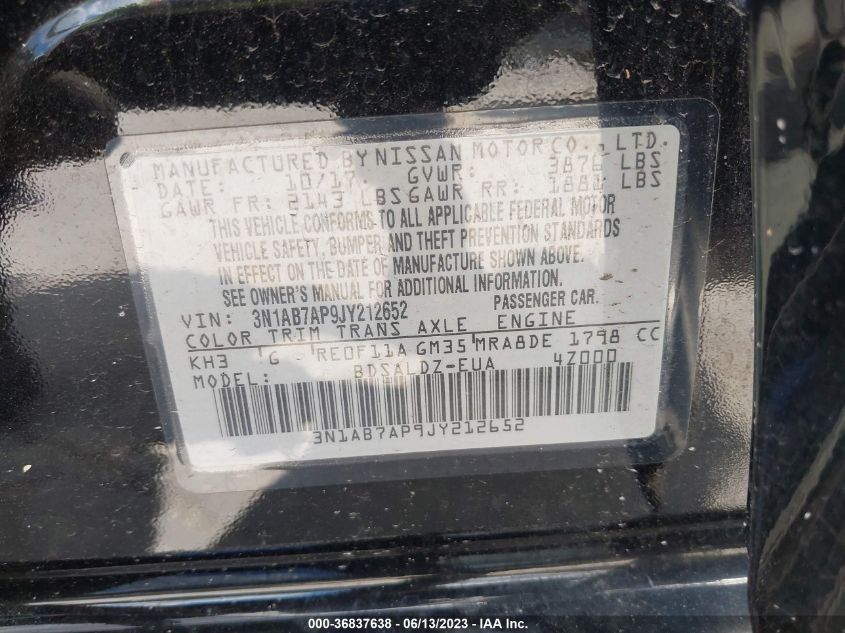 MANUFACTURED BY NISSAN MOTOR CO., LTD.
DATE: 10/17 GVWR: 3876 LBS
GAWR FR: 2143 LBS GAWR RR: 1881 LBS
THIS VEHICLE CONFORMS TO ALL APPLICABLE FEDERAL MOTOR
VEHICLE SAFETY, BUMPER, AND THEFT PREVENTION STANDARDS
IN EFFECT ON THE DATE OF MANUFACTURE SHOWN ABOVE.
SEE OWNER'S MANUAL FOR ADDITIONAL INFORMATION.
VIN: 3N1AB7AP9JY212652 PASSENGER CAR.
COLOR TRIM TRANS AXLE ENGINE
KH3 'G RE0F11A GM35 'MRA8DE 1798 CC
MODEL: BDSALDZ-EUA 4Z000
3N1AB7AP9JY212652
000-36837638 - 06/13/2023 - IAAI.COM